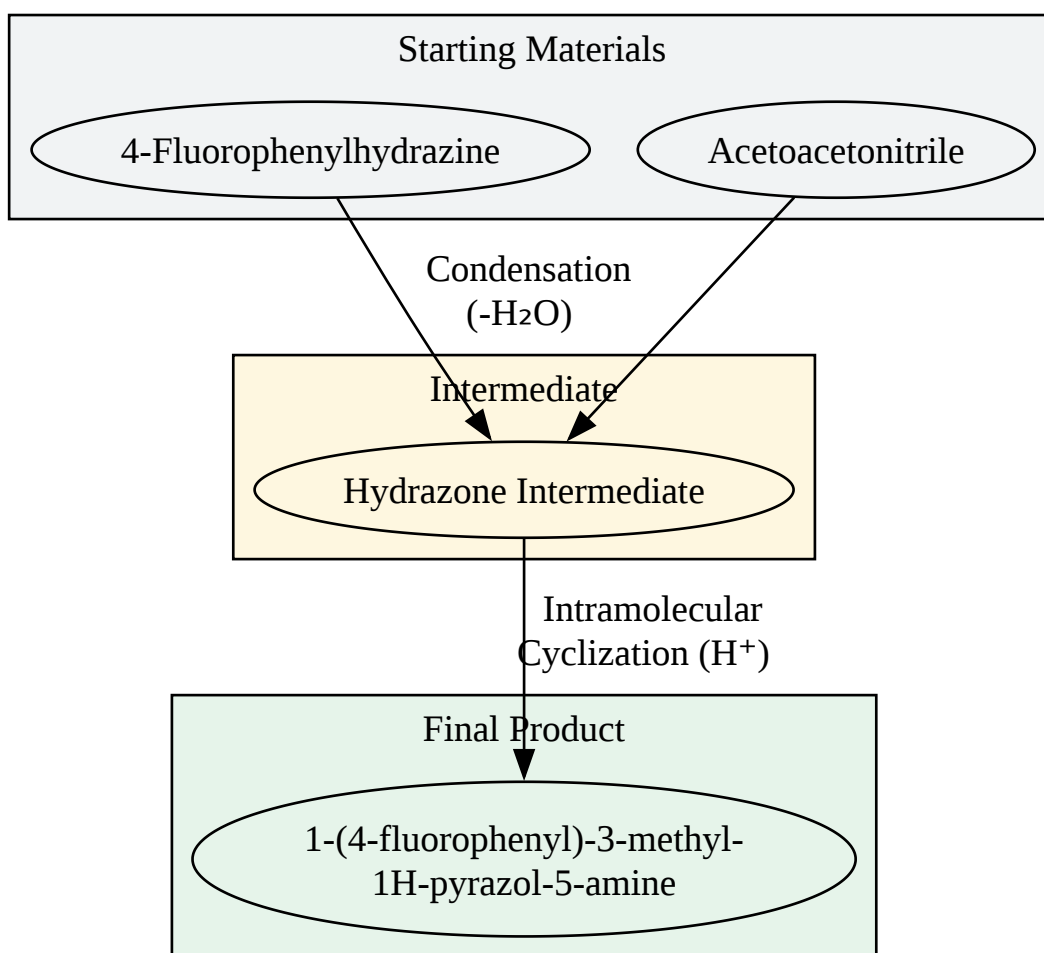 Starting Materials
4-Fluorophenylhydrazine
Acetoacetonitrile
Condensation
(-H₂O)
Intermediate
Hydrazone Intermediate
Intramolecular
Cyclization (H⁺)
Final Product
1-(4-fluorophenyl)-3-methyl-
1H-pyrazol-5-amine